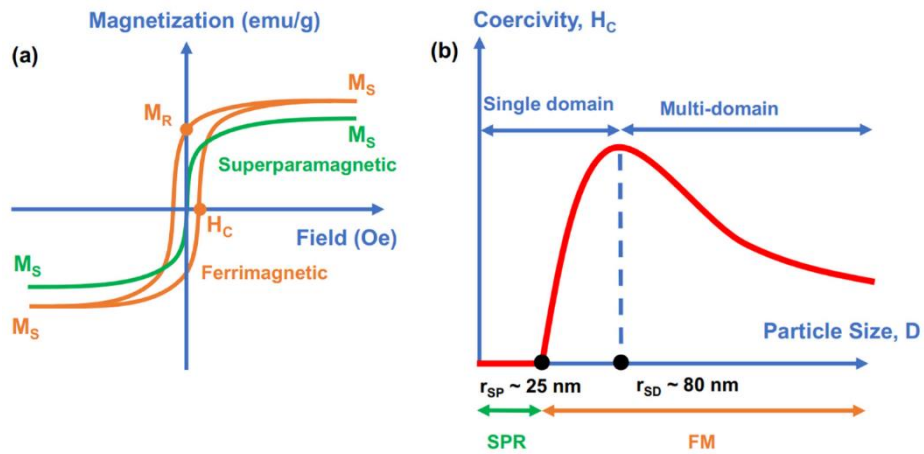 (a)
Magnetization (emu/g)
M_S
M_R
M_S
Superparamagnetic
H_C
Field (Oe)
M_S
Ferrimagnetic
M_S
(b)
Coercivity, H_C
Single domain
Multi-domain
Particle Size, D
r_SP ~ 25 nm
r_SD ~ 80 nm
SPR
FM